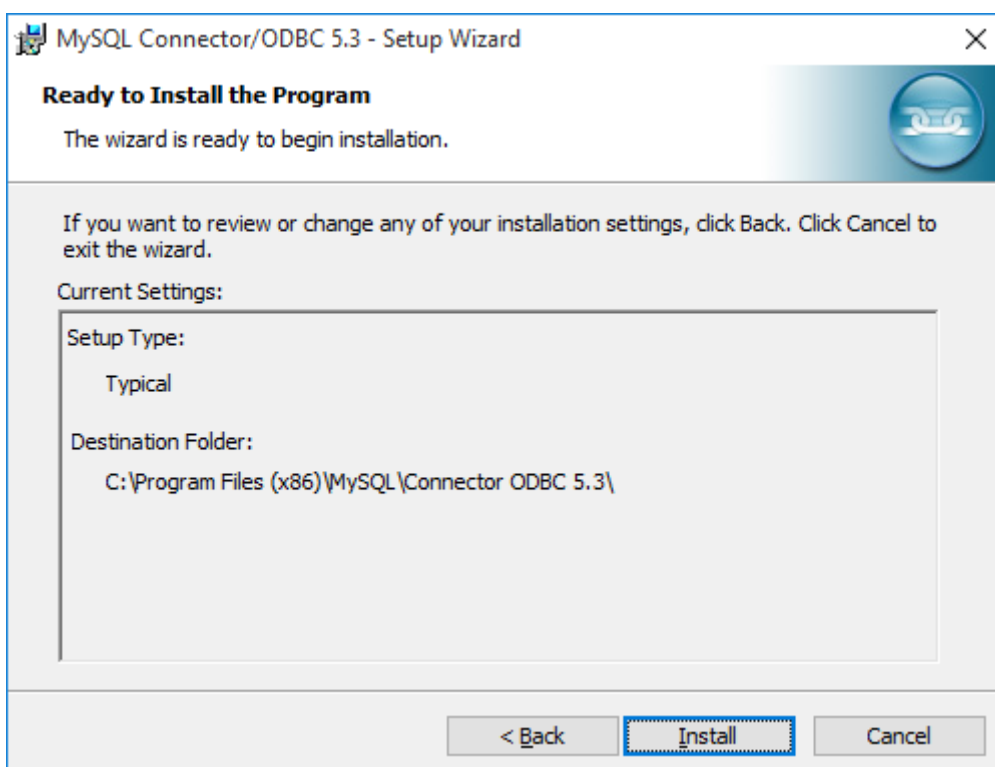 MySQL Connector/ODBC 5.3 - Setup Wizard
Ready to Install the Program
The wizard is ready to begin installation.
If you want to review or change any of your installation settings, click Back. Click Cancel to
exit the wizard.
Current Settings:
Setup Type:
Typical
Destination Folder:
C:\Program Files (x86)\MySQL\Connector ODBC 5.3\
< Back
Install
Cancel